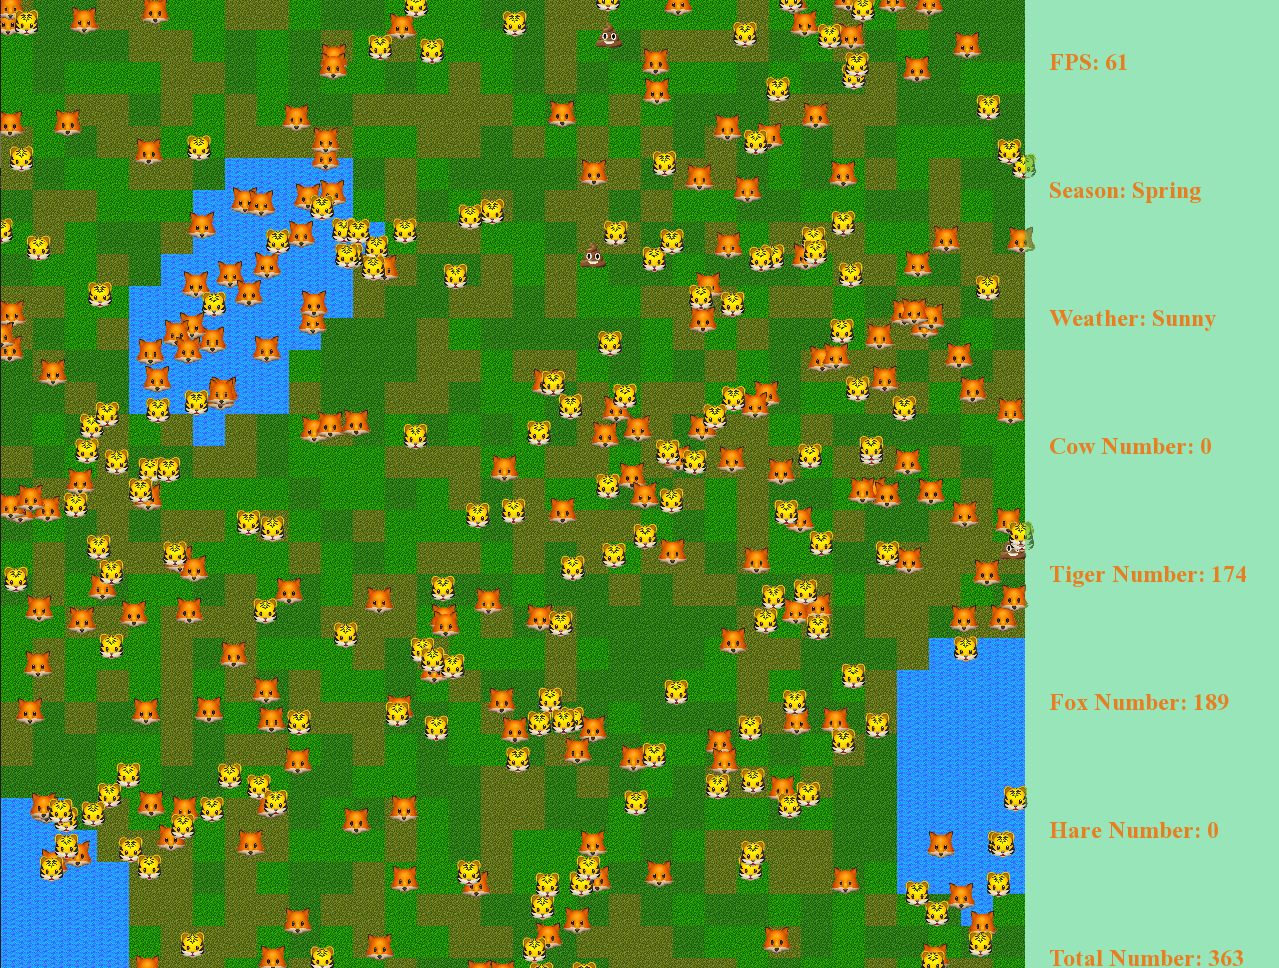 FPS: 61
Season: Spring
Weather: Sunny
Cow Number: 0
Tiger Number: 174
Fox Number: 189
Hare Number: 0
Total Number: 363